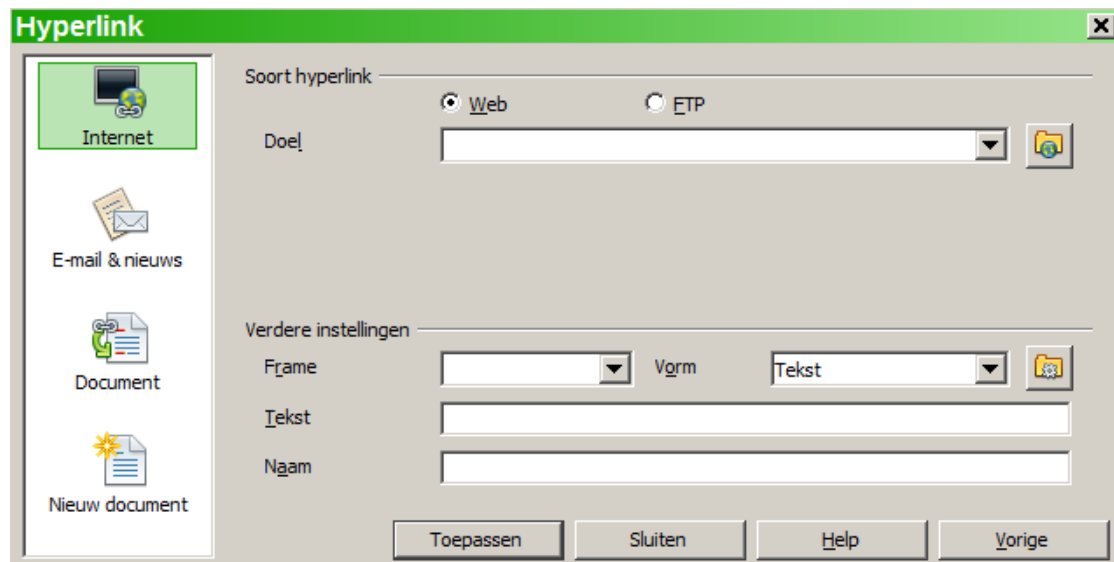 Hyperlink
Internet
E-mail & nieuws
Document
Nieuw document
Soort hyperlink
Web FTP
Doel
Verdere instellingen
Frame Vorm Tekst
Tekst
Naam
Toepassen Sluiten Help Vorige